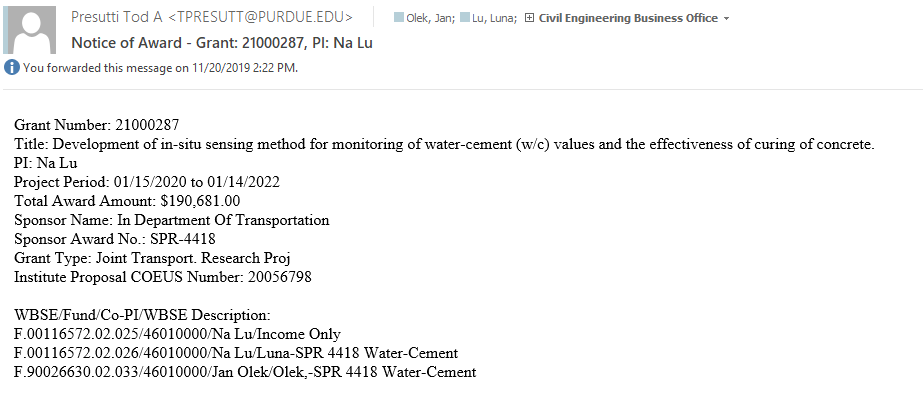 Presutti Tod A <TPRESUTT@PURDUE.EDU> Olek, Jan; Lu, Luna; Civil Engineering Business Office
Notice of Award - Grant: 21000287, PI: Na Lu
You forwarded this message on 11/20/2019 2:22 PM.
Grant Number: 21000287
Title: Development of in-situ sensing method for monitoring of water-cement (w/c) values and the effectiveness of curing of concrete.
PI: Na Lu
Project Period: 01/15/2020 to 01/14/2022
Total Award Amount: $190,681.00
Sponsor Name: In Department Of Transportation
Sponsor Award No.: SPR-4418
Grant Type: Joint Transport. Research Proj
Institute Proposal COEUS Number: 20056798
WBSE/Fund/Co-PI/WBSE Description:
F.00116572.02.025/46010000/Na Lu/Income Only
F.00116572.02.026/46010000/Na Lu/Luna-SPR 4418 Water-Cement
F.90026630.02.033/46010000/Jan Olek/Olek,-SPR 4418 Water-Cement